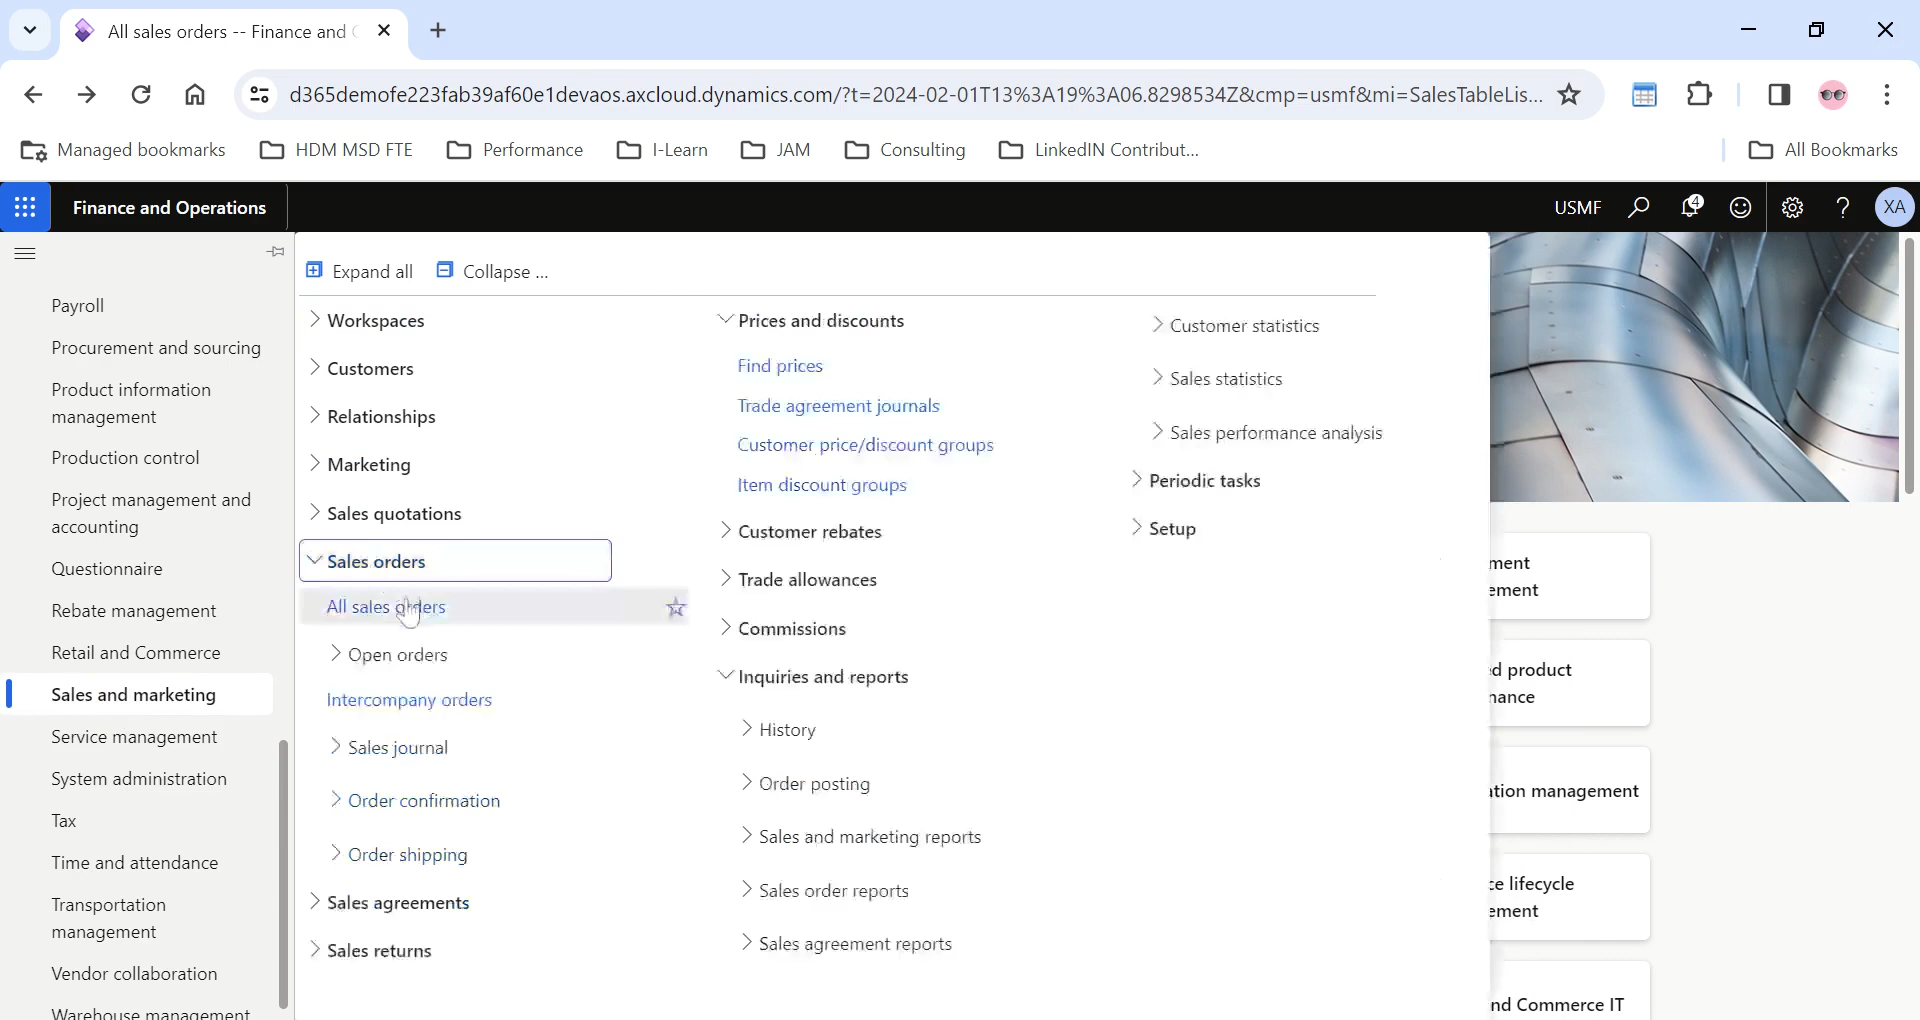 All sales orders -- Finance and
d365demofe223fab39af60e1devaos.axcloud.dynamics.com/?t=2024-02-01T13%3A19%3A06.8298534Z&cmp=usmf&mi=SalesTableLis...
Managed bookmarks
HDM MSD FTE
Performance
I-Learn
JAM
Consulting
LinkedIN Contribut...
All Bookmarks
Finance and Operations
USMF
4
?
XA
Payroll
Procurement and sourcing
Product information
management
Production control
Project management and
accounting
Questionnaire
Rebate management
Retail and Commerce
Sales and marketing
Service management
System administration
Tax
Time and attendance
Transportation
management
Vendor collaboration
Warehouse management
Expand all
Collapse ...
Workspaces
Customers
Relationships
Marketing
Sales quotations
Sales orders
All sales orders
Open orders
Intercompany orders
Sales journal
Order confirmation
Order shipping
Sales agreements
Sales returns
Prices and discounts
Find prices
Trade agreement journals
Customer price/discount groups
Item discount groups
Customer rebates
Trade allowances
Commissions
Inquiries and reports
History
Order posting
Sales and marketing reports
Sales order reports
Sales agreement reports
Customer statistics
Sales statistics
Sales performance analysis
Periodic tasks
Setup
ment
ement
d product
nance
ation management
ce lifecycle
ement
nd Commerce IT